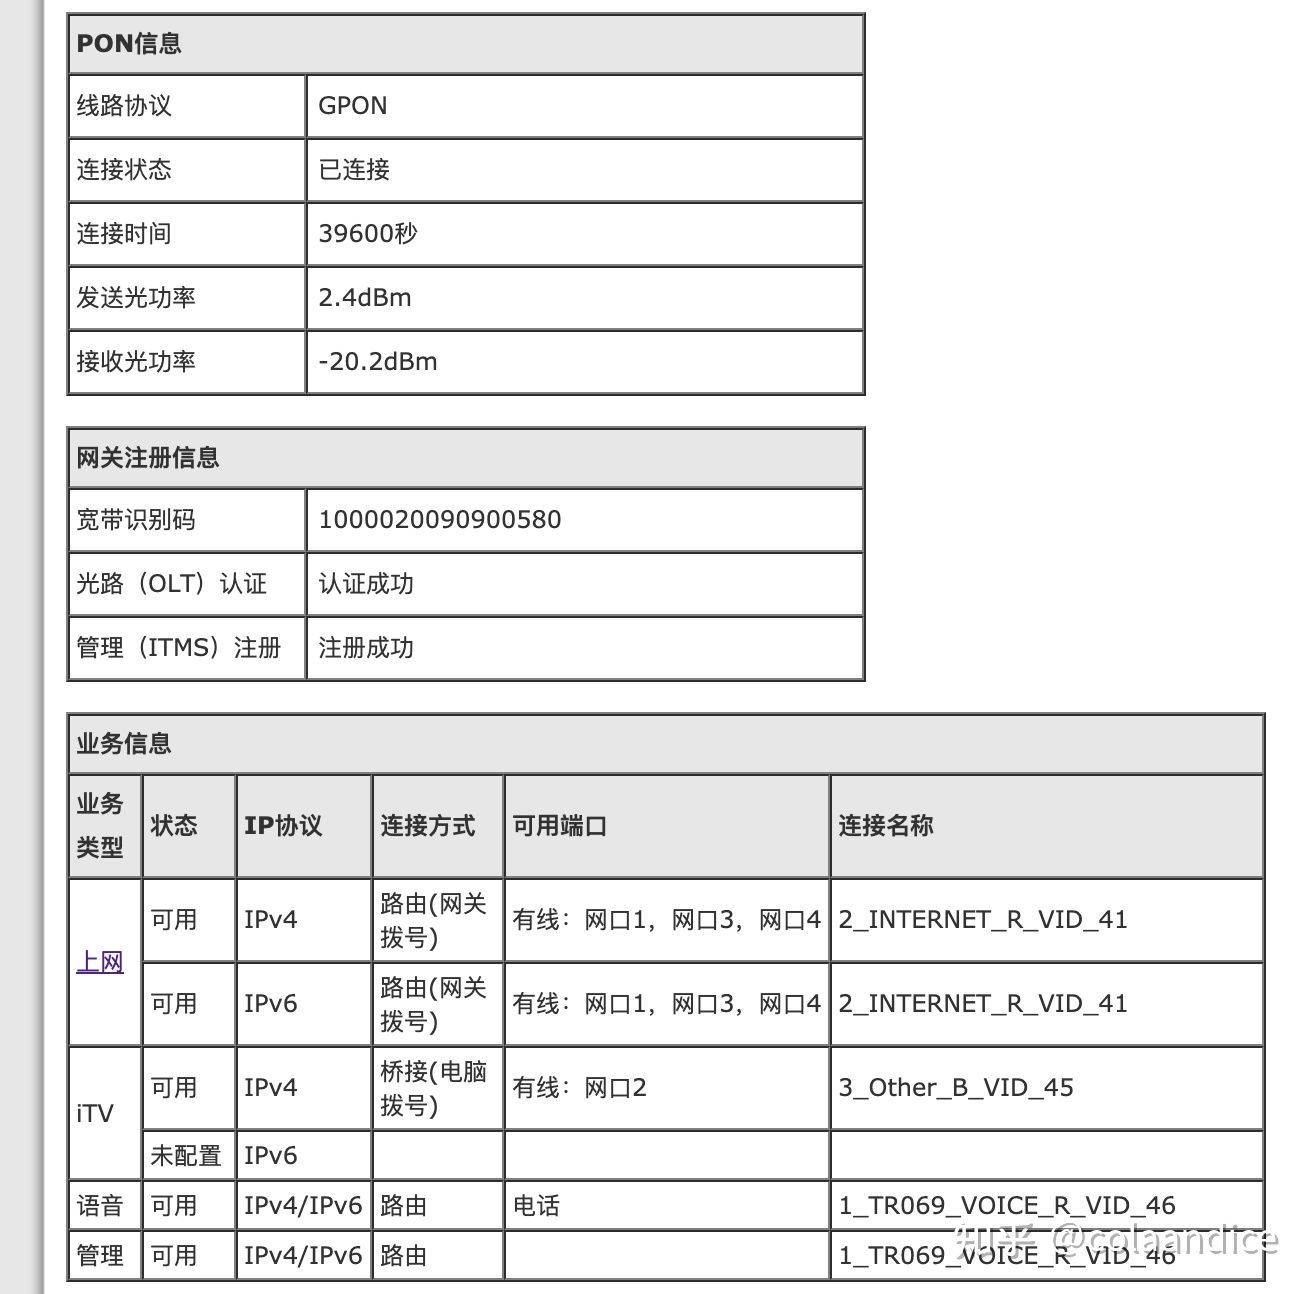 PON信息
线路协议 GPON
连接状态 已连接
连接时间 39600秒
发送光功率 2.4dBm
接收光功率 -20.2dBm
网关注册信息
宽带识别码 1000020090900580
光路（OLT）认证 认证成功
管理（ITMS）注册 注册成功
业务信息
业务类型 状态 IP协议 连接方式 可用端口 连接名称
上网 可用 IPv4 路由(网关拨号) 有线：网口1，网口3，网口4 2_INTERNET_R_VID_41
可用 IPv6 路由(网关拨号) 有线：网口1，网口3，网口4 2_INTERNET_R_VID_41
iTV 可用 IPv4 桥接(电脑拨号) 有线：网口2 3_Other_B_VID_45
未配置 IPv6
语音 可用 IPv4/IPv6 路由 电话 1_TR069_VOICE_R_VID_46
管理 可用 IPv4/IPv6 路由 1_TR069_VOICE_R_VID_46
知乎 @colaandice